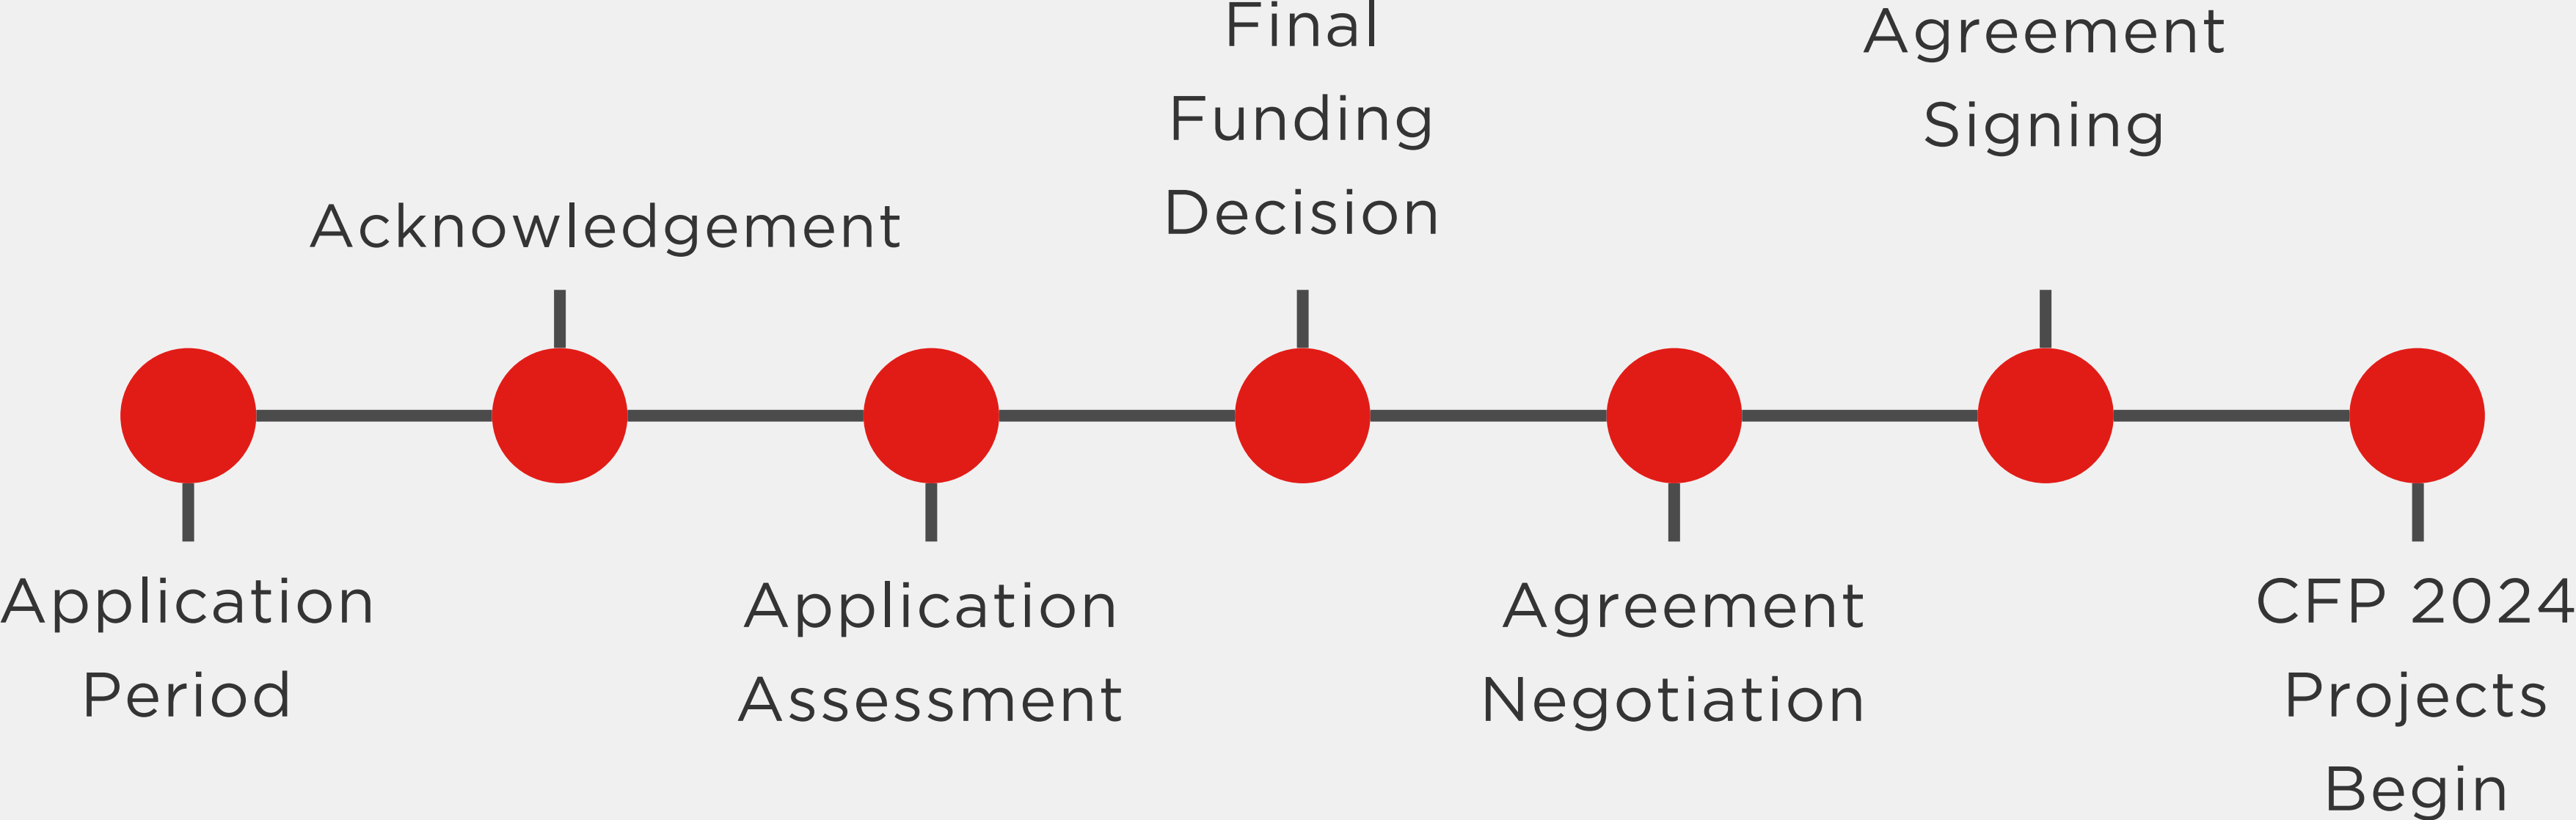 Application
Period
Acknowledgement
Application
Assessment
Final
Funding
Decision
Agreement
Negotiation
Agreement
Signing
CFP 2024
Projects
Begin